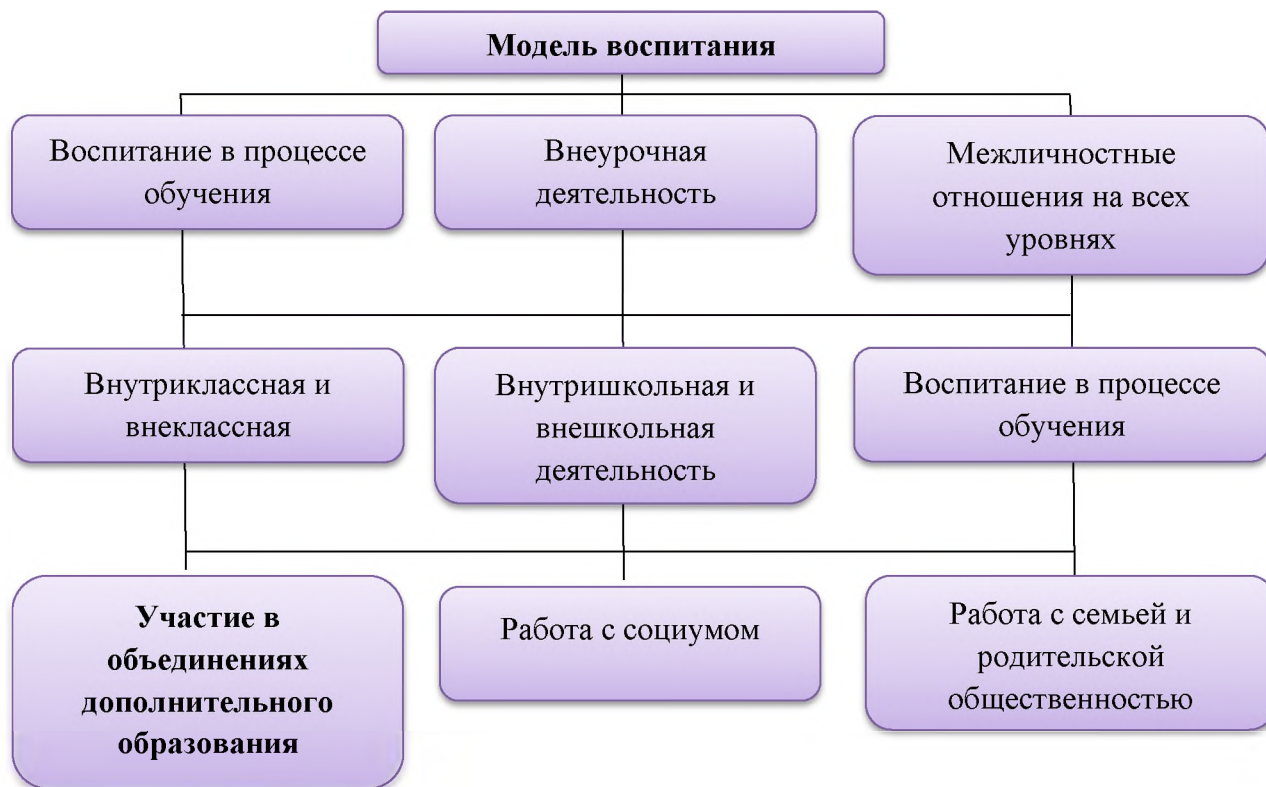 Модель воспитания
Воспитание в процессе
обучения
Внеурочная
деятельность
Межличностные
отношения на всех
уровнях
Внутриклассная и
внеклассная
Внутришкольная и
внешкольная
деятельность
Воспитание в процессе
обучения
Участие в
объединениях
дополнительного
образования
Работа с социумом
Работа с семьей и
родительской
общественностью